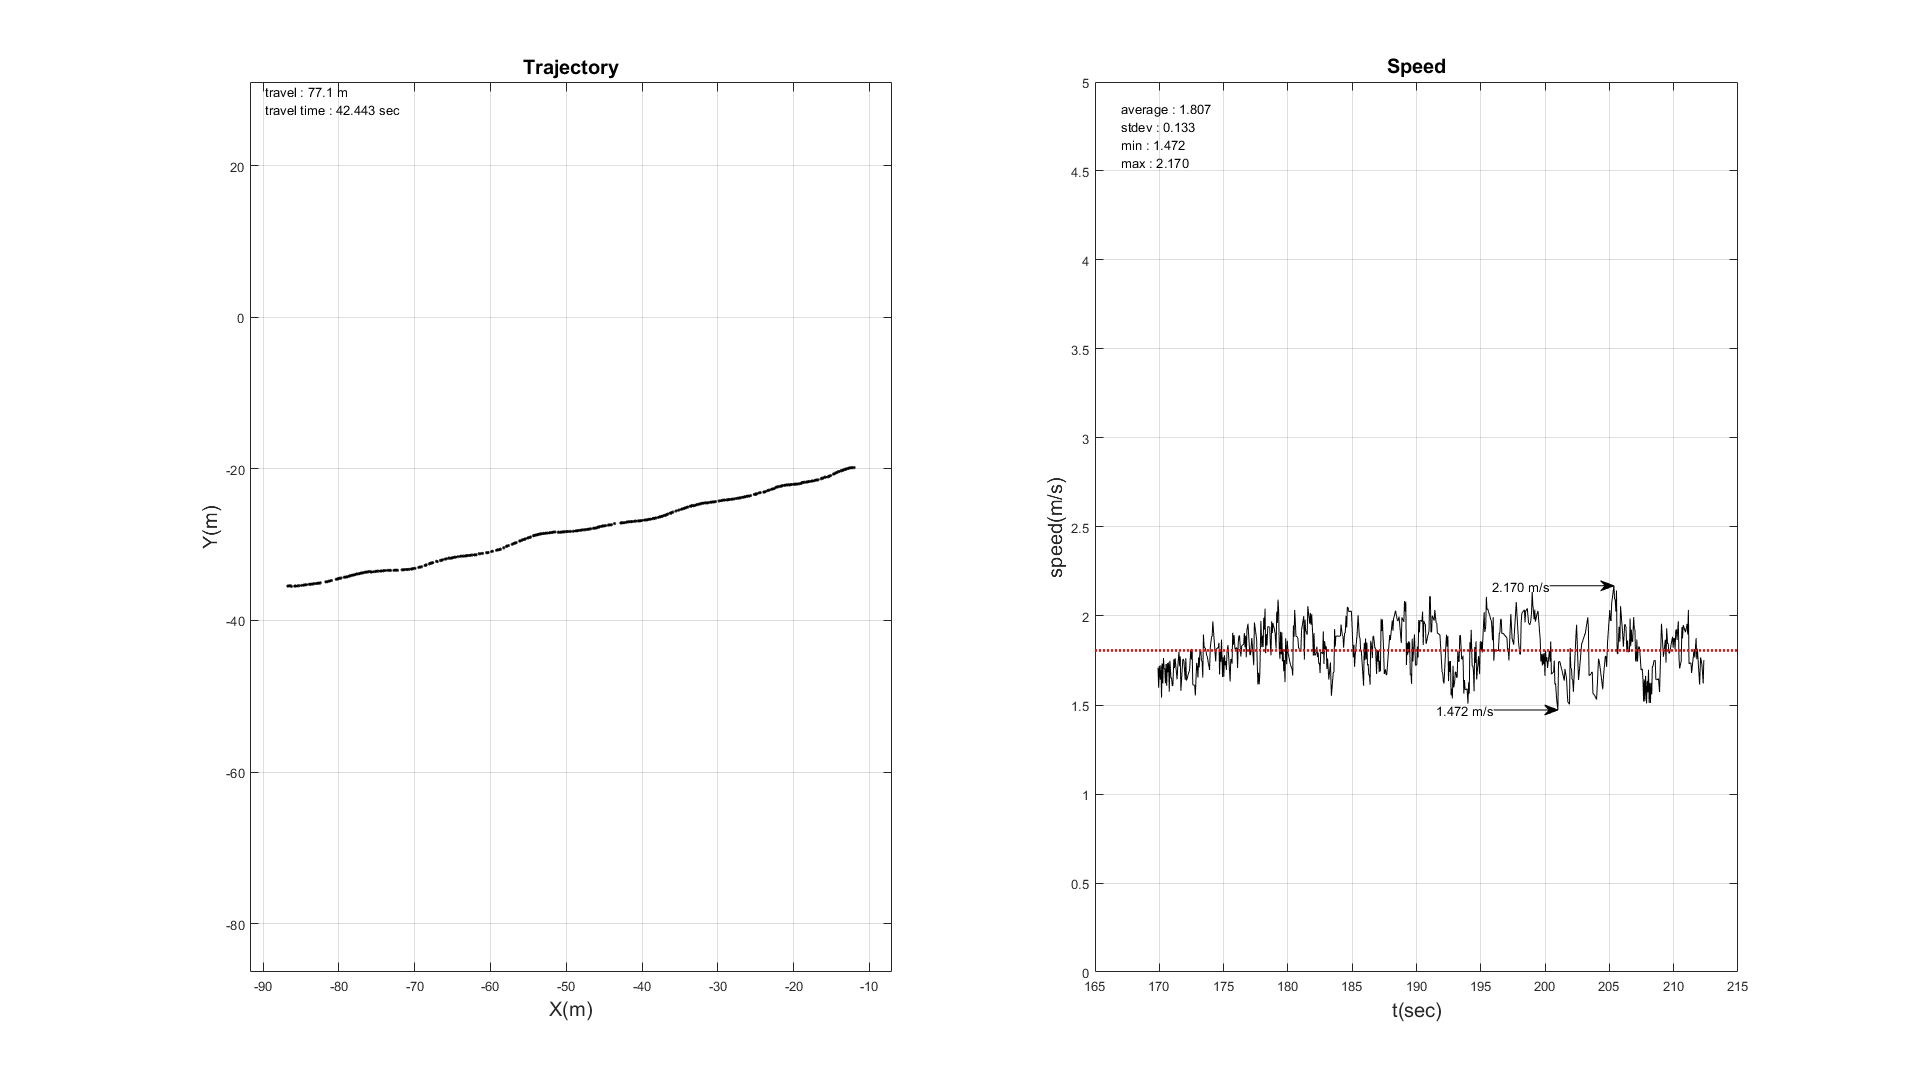 Trajectory
travel : 77.1 m
travel time : 42.443 sec
20
0
-20
-40
-60
-80
Y(m)
-90 -80 -70 -60 -50 -40 -30 -20 -10
X(m)
Speed
average : 1.807
stdev : 0.133
min : 1.472
max : 2.170
5
4.5
4
3.5
3
2.5
2
1.5
1
0.5
0
speed(m/s)
2.170 m/s
1.472 m/s
165 170 175 180 185 190 195 200 205 210 215
t(sec)